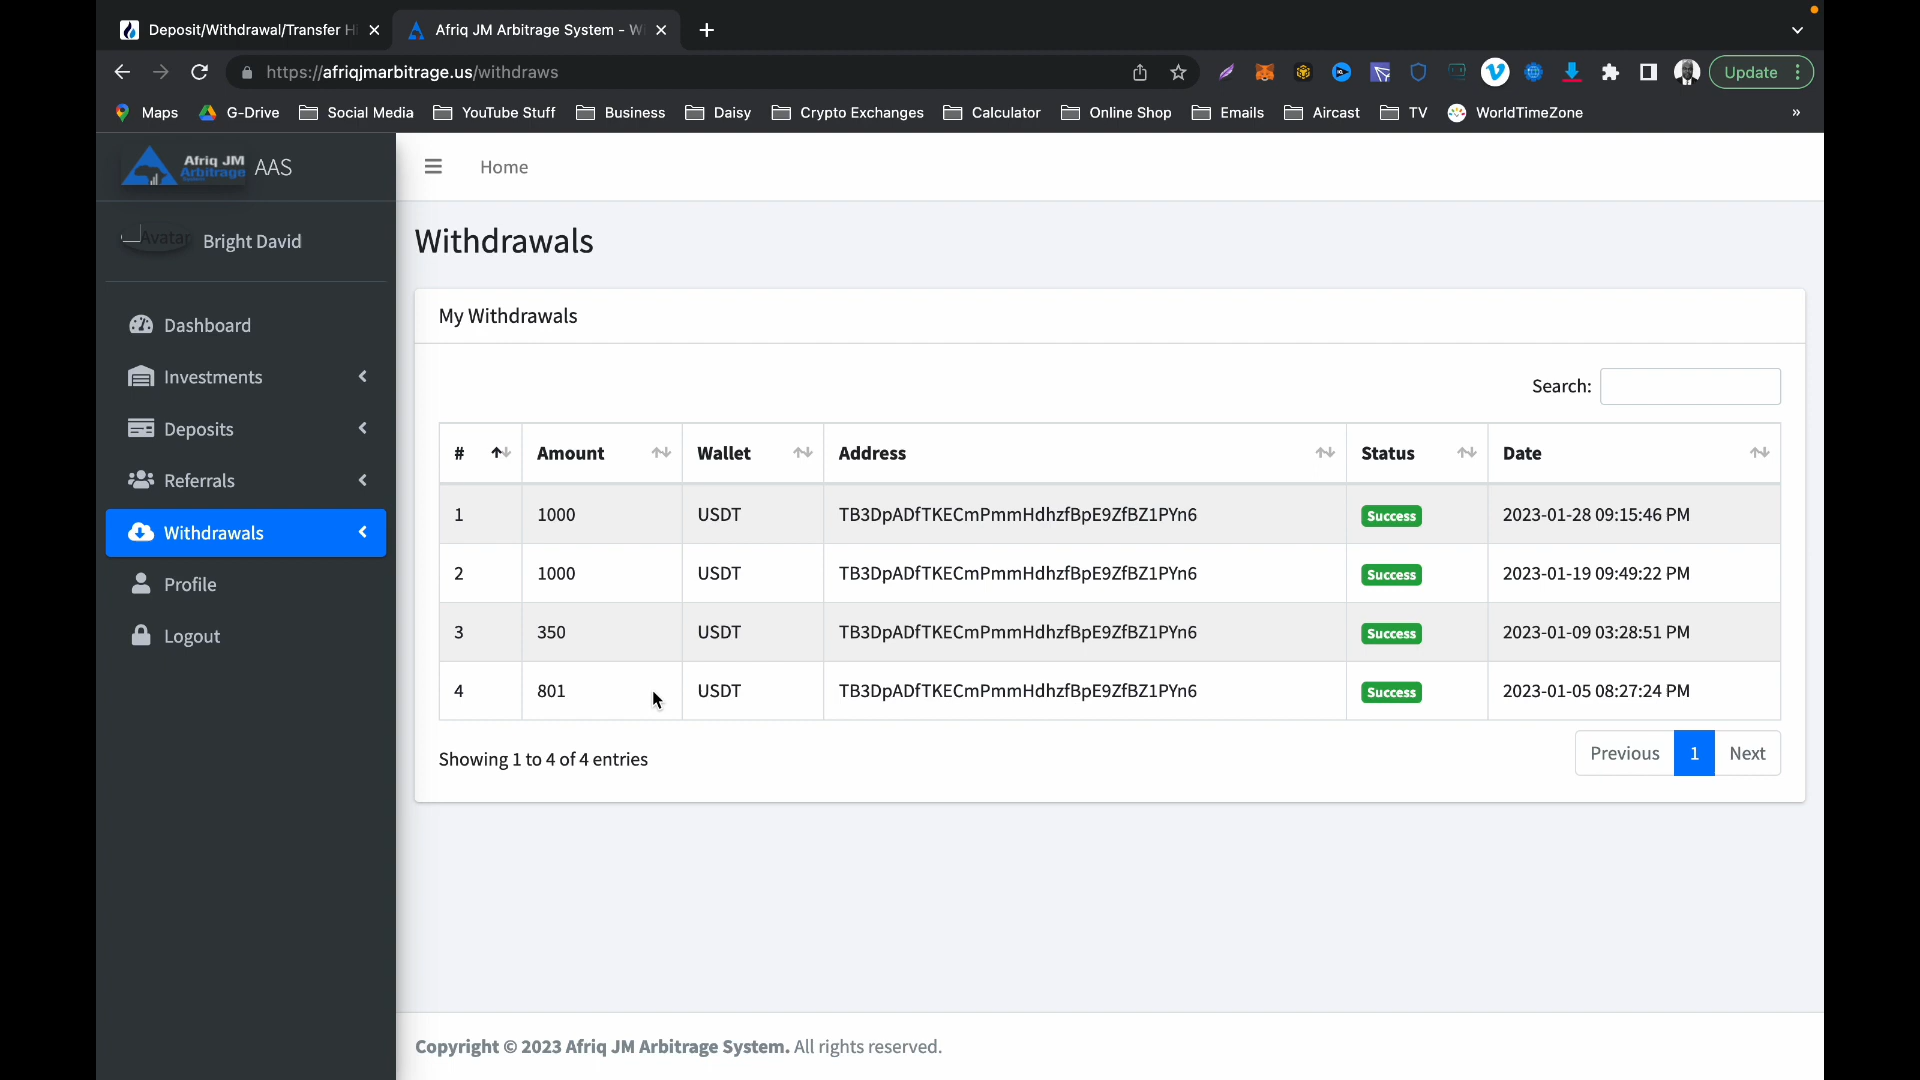 Deposit/Withdrawal/Transfer Hi
Afriq JM Arbitrage System - W
https://afriqjmarbitrage.us/withdraws
Update
Maps G-Drive Social Media YouTube Stuff Business Daisy Crypto Exchanges Calculator Online Shop Emails Aircast TV WorldTimeZone »
Afriq JM
Arbitrage
AAS
Home
Avatar Bright David
Dashboard
Investments
Deposits
Referrals
Withdrawals
Profile
Logout
Withdrawals
My Withdrawals
Search:
# Amount Wallet Address Status Date
1 1000 USDT TB3DpADfTKECmPmmHdhzfBpE9ZfBZ1PYn6 Success 2023-01-28 09:15:46 PM
2 1000 USDT TB3DpADfTKECmPmmHdhzfBpE9ZfBZ1PYn6 Success 2023-01-19 09:49:22 PM
3 350 USDT TB3DpADfTKECmPmmHdhzfBpE9ZfBZ1PYn6 Success 2023-01-09 03:28:51 PM
4 801 USDT TB3DpADfTKECmPmmHdhzfBpE9ZfBZ1PYn6 Success 2023-01-05 08:27:24 PM
Showing 1 to 4 of 4 entries
Previous 1 Next
Copyright © 2023 Afriq JM Arbitrage System. All rights reserved.